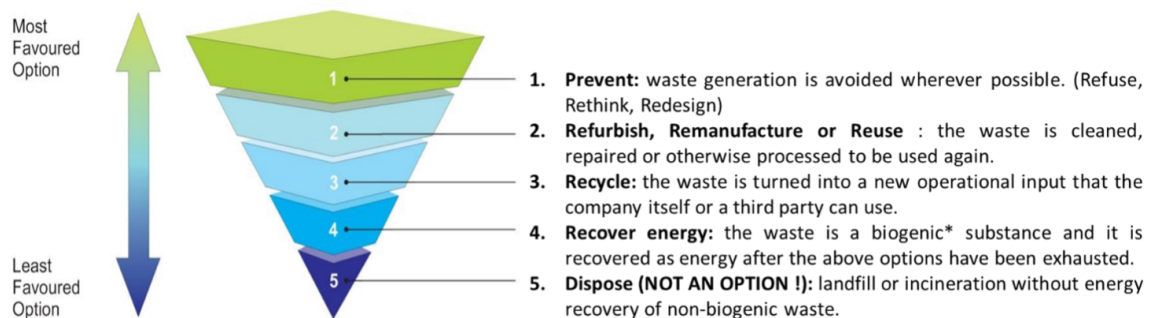 Most
Favoured
Option
Least
Favoured
Option
1
2
3
4
5
1. Prevent: waste generation is avoided wherever possible. (Refuse,
Rethink, Redesign)
2. Refurbish, Remanufacture or Reuse : the waste is cleaned,
repaired or otherwise processed to be used again.
3. Recycle: the waste is turned into a new operational input that the
company itself or a third party can use.
4. Recover energy: the waste is a biogenic* substance and it is
recovered as energy after the above options have been exhausted.
5. Dispose (NOT AN OPTION !): landfill or incineration without energy
recovery of non-biogenic waste.